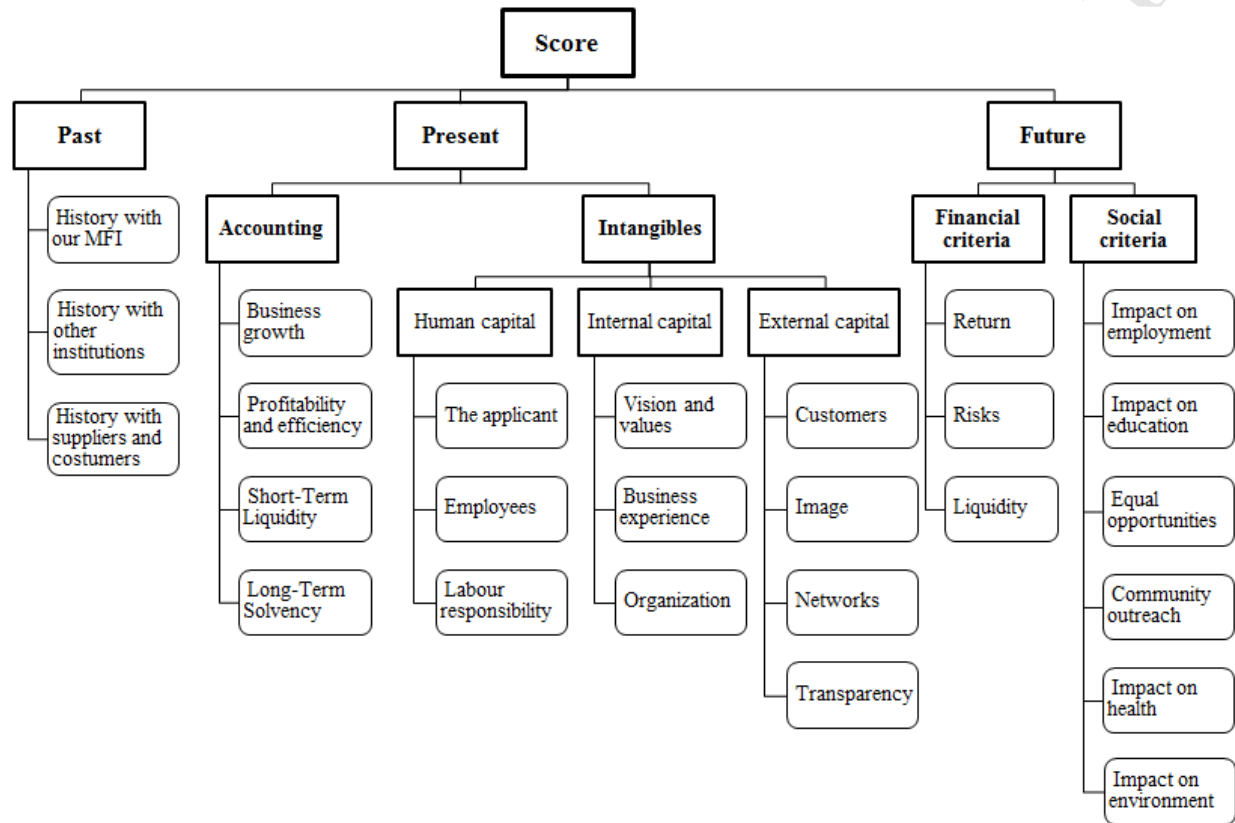 Score
Past
Present
Future
History with
our MFI
History with
other
institutions
History with
suppliers and
costumers
Accounting
Business
growth
Profitability
and efficiency
Short-Term
Liquidity
Long-Term
Solvency
Intangibles
Human capital
The applicant
Employees
Labour
responsibility
Internal capital
Vision and
values
Business
experience
Organization
External capital
Customers
Image
Networks
Transparency
Financial
criteria
Return
Risks
Liquidity
Social
criteria
Impact on
employment
Impact on
education
Equal
opportunities
Community
outreach
Impact on
health
Impact on
environment